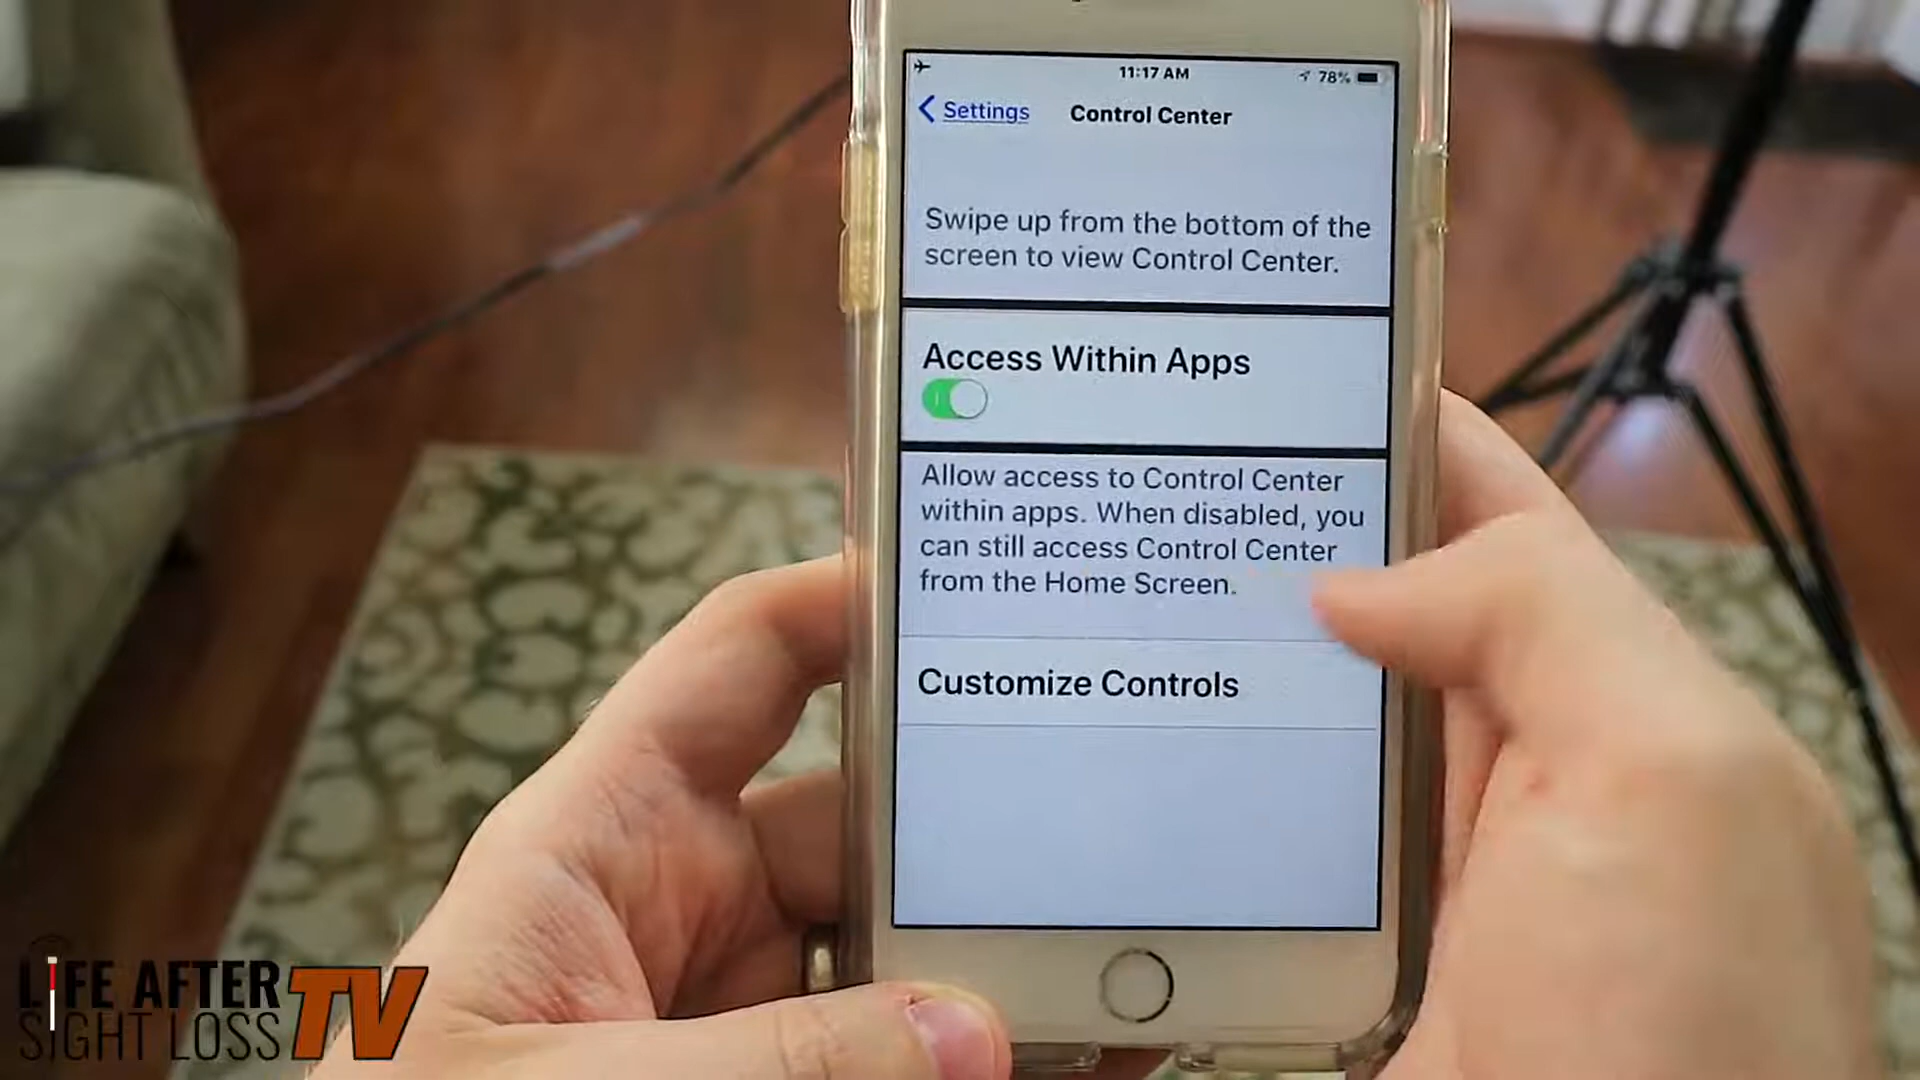 11:17 AM
78%
Settings
Control Center
Swipe up from the bottom of the
screen to view Control Center.
Access Within Apps
Allow access to Control Center
within apps. When disabled, you
can still access Control Center
from the Home Screen.
Customize Controls
LIFE AFTER
SIGHT LOSS
TV